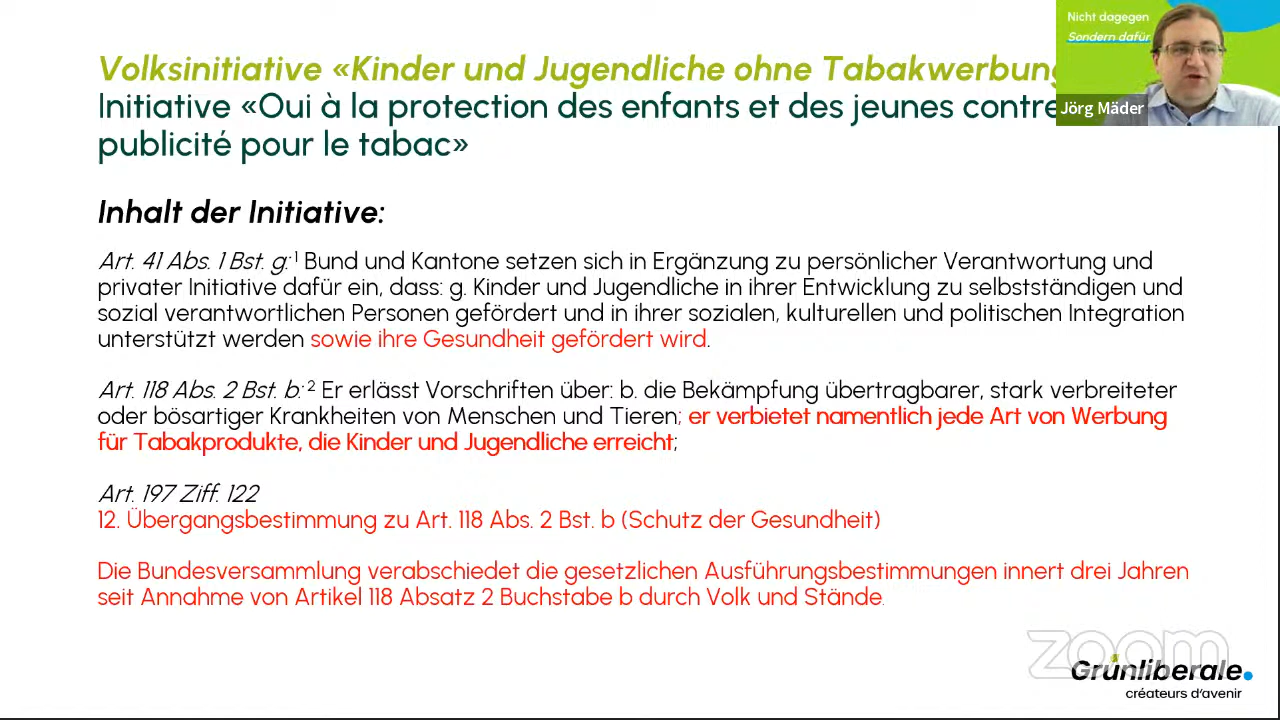 Volksinitiative «Kinder und Jugendliche ohne Tabakwerbung
Initiative «Oui à la protection des enfants et des jeunes contre
publicité pour le tabac»
Nicht dagegen
Sondern dafür
Jörg Mäder
Inhalt der Initiative:
Art. 41 Abs. 1 Bst. g.¹ Bund und Kantone setzen sich in Ergänzung zu persönlicher Verantwortung und
privater Initiative dafür ein, dass: g. Kinder und Jugendliche in ihrer Entwicklung zu selbstständigen und
sozial verantwortlichen Personen gefördert und in ihrer sozialen, kulturellen und politischen Integration
unterstützt werden sowie ihre Gesundheit gefördert wird.
Art. 118 Abs. 2 Bst. b.² Er erlässt Vorschriften über: b. die Bekämpfung übertragbarer, stark verbreiteter
oder bösartiger Krankheiten von Menschen und Tieren; er verbietet namentlich jede Art von Werbung
für Tabakprodukte, die Kinder und Jugendliche erreicht;
Art. 197 Ziff. 122
12. Übergangsbestimmung zu Art. 118 Abs. 2 Bst. b (Schutz der Gesundheit)
Die Bundesversammlung verabschiedet die gesetzlichen Ausführungsbestimmungen innert drei Jahren
seit Annahme von Artikel 118 Absatz 2 Buchstabe b durch Volk und Stände.
zoom
Grünliberale.
créateurs d'avenir